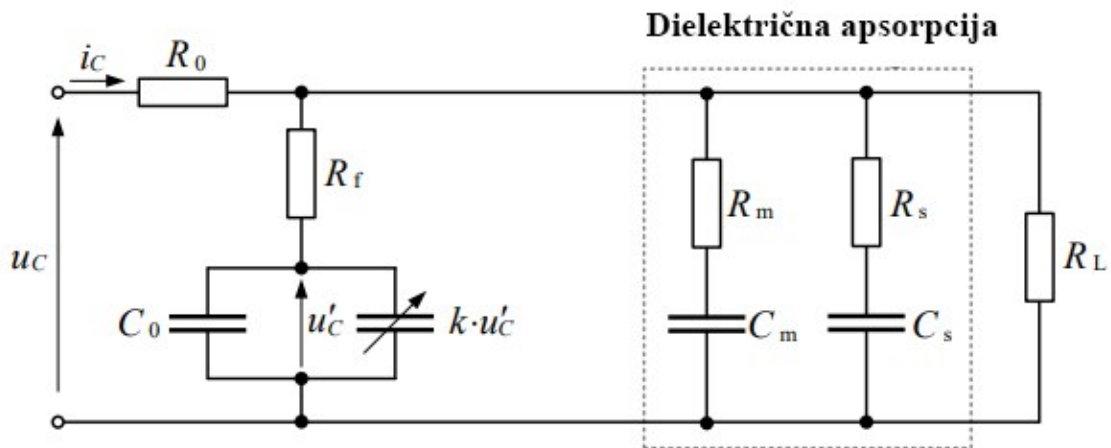 Dielektrična apsorpcija
i_C
R_0
R_f
R_m
R_s
R_L
u_C
C_0
u'_C
k·u'_C
C_m
C_s